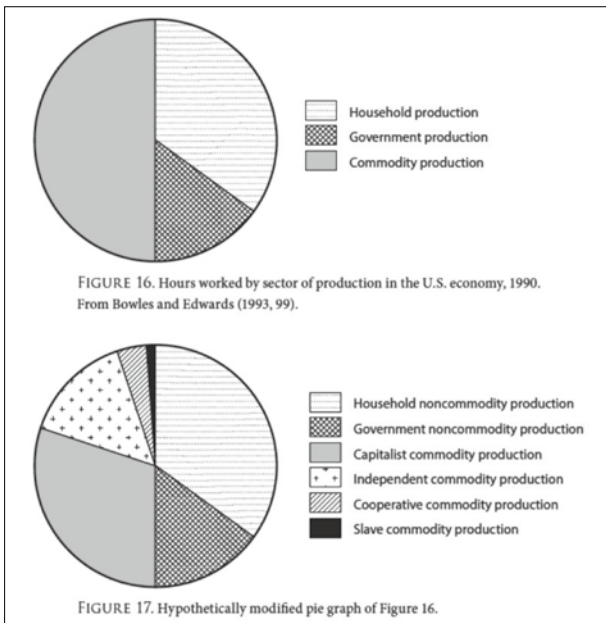 Household production
Government production
Commodity production
FIGURE 16. Hours worked by sector of production in the U.S. economy, 1990.
From Bowles and Edwards (1993, 99).
Household noncommodity production
Government noncommodity production
Capitalist commodity production
Independent commodity production
Cooperative commodity production
Slave commodity production
FIGURE 17. Hypothetically modified pie graph of Figure 16.